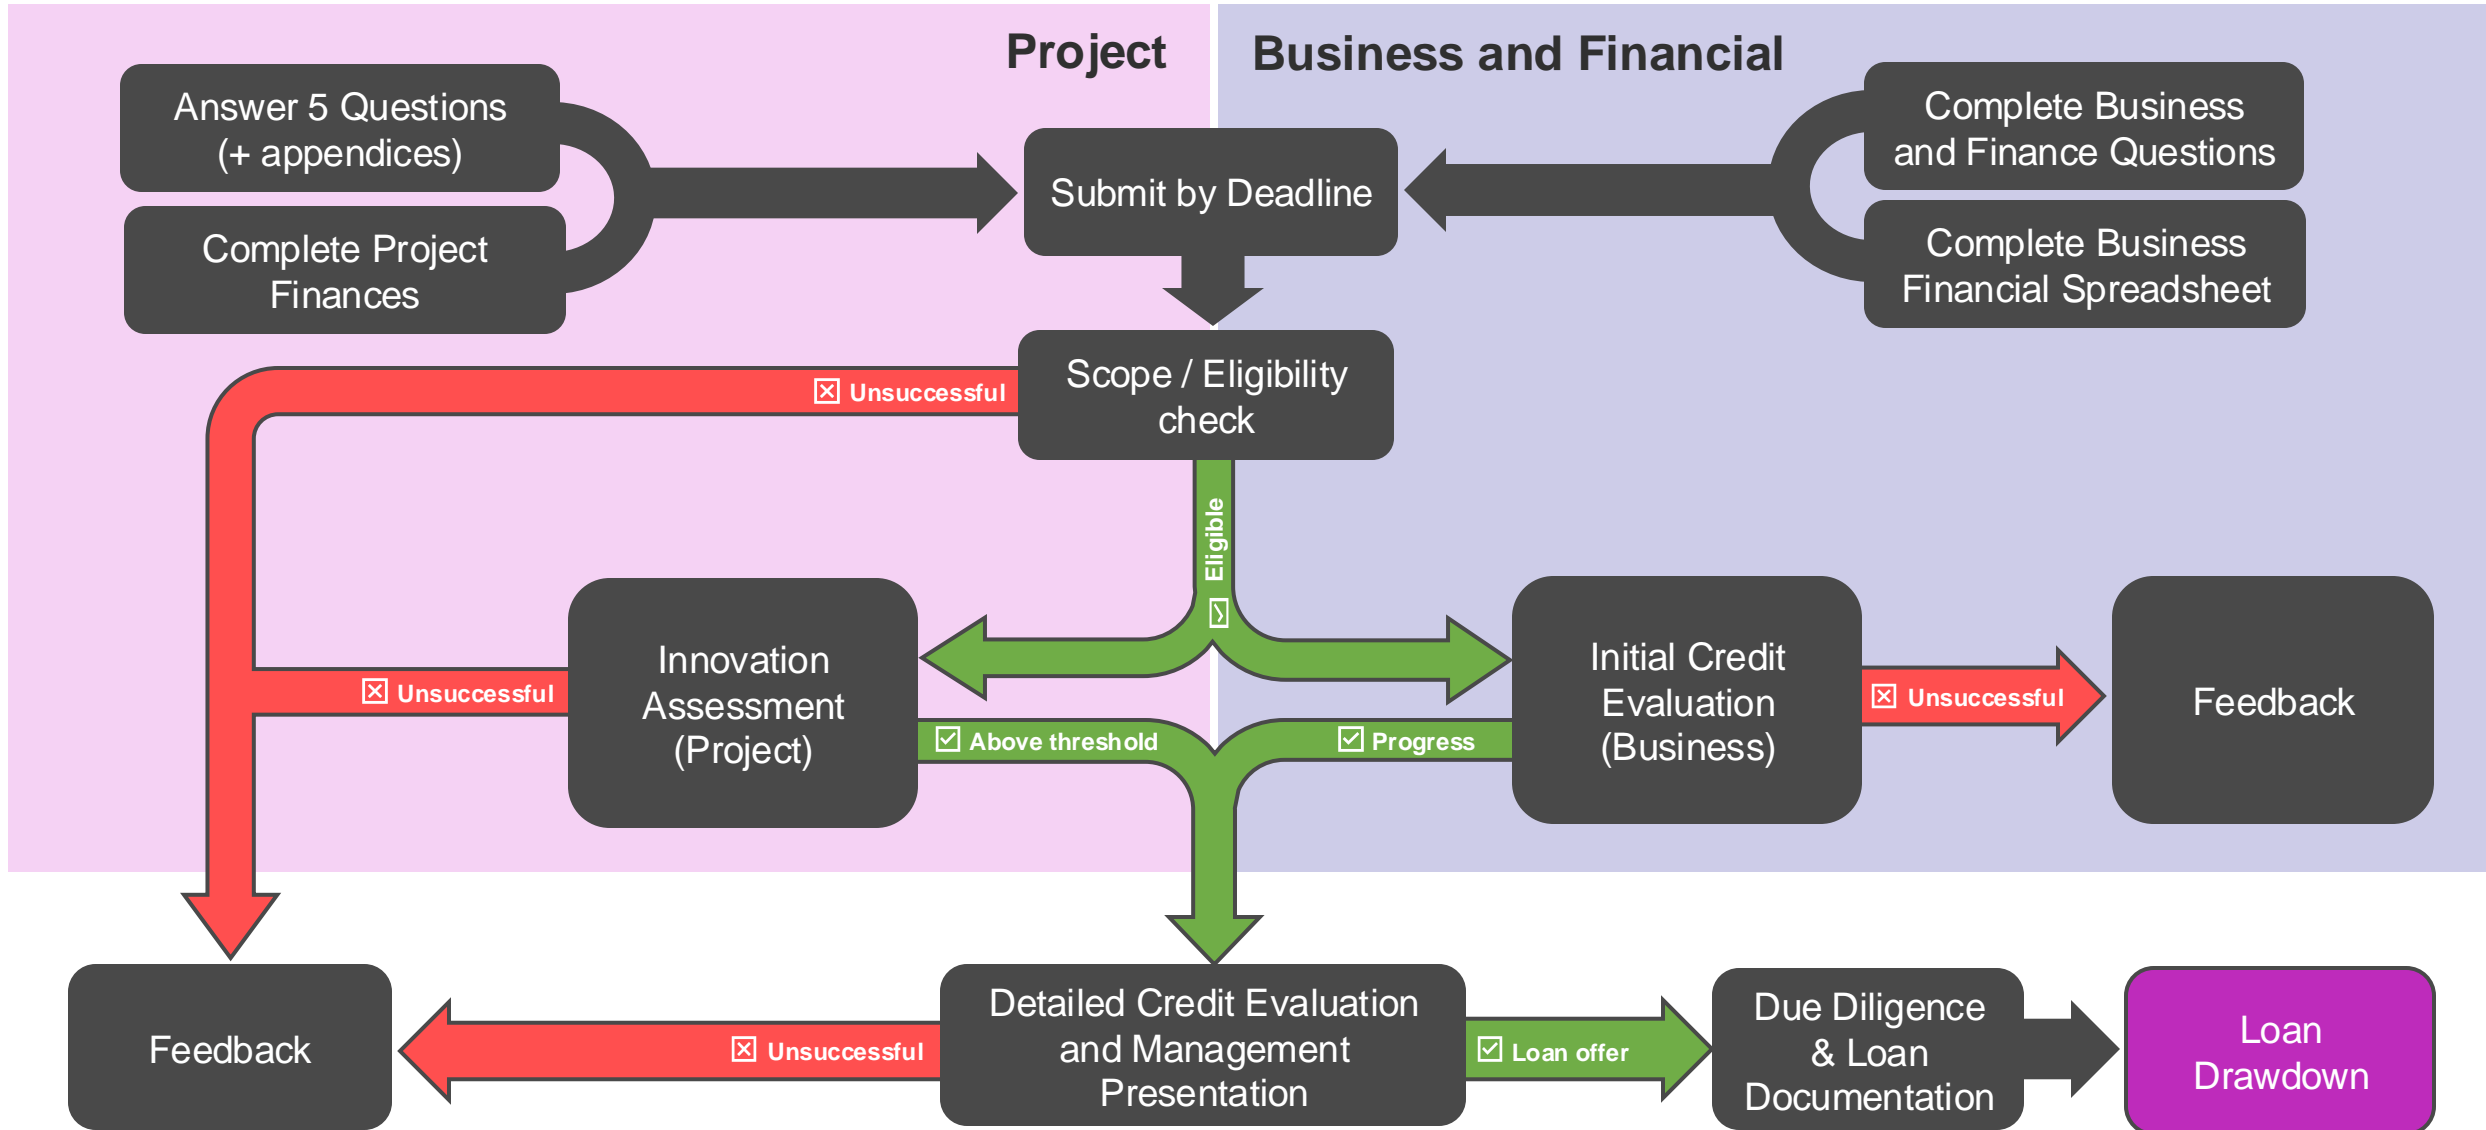 Project
Business and Financial
Answer 5 Questions
(+ appendices)
Complete Project
Finances
Submit by Deadline
Complete Business
and Finance Questions
Complete Business
Financial Spreadsheet
Scope / Eligibility
check
Unsuccessful
Eligible
Innovation
Assessment
(Project)
Unsuccessful
Above threshold
Progress
Initial Credit
Evaluation
(Business)
Unsuccessful
Feedback
Feedback
Unsuccessful
Detailed Credit Evaluation
and Management
Presentation
Loan offer
Due Diligence
& Loan
Documentation
Loan
Drawdown